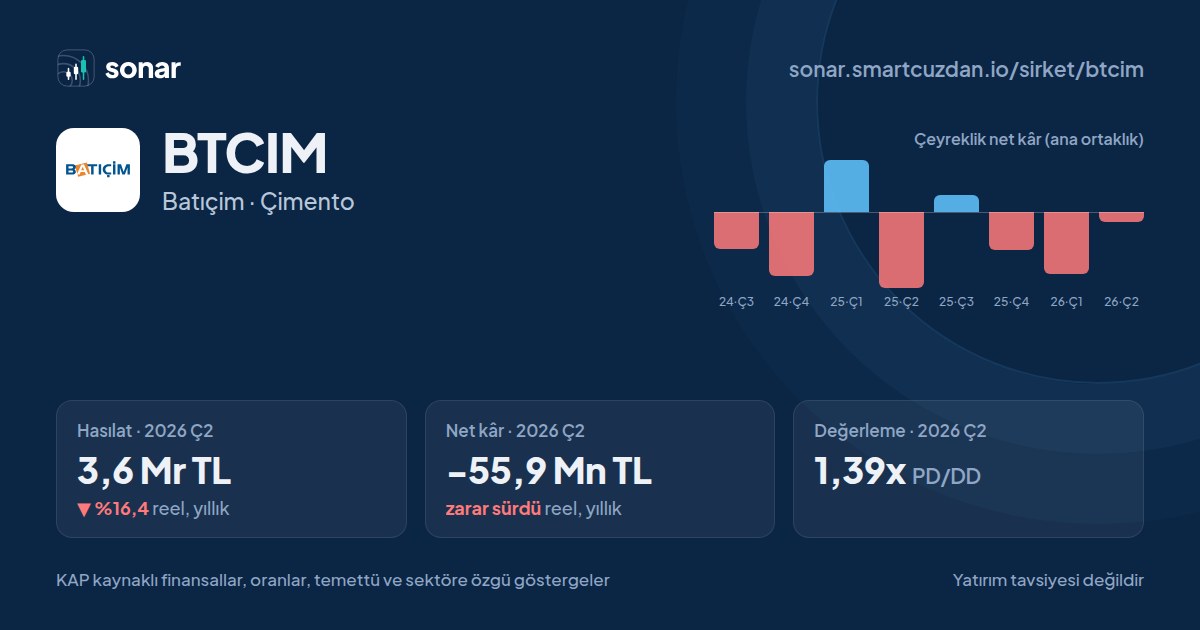 sonar
sonar.smartcuzdan.io/sirket/btcim
BATIÇİM
BTCIM
Batıçim · Çimento
Çeyreklik net kâr (ana ortaklık)
24-Ç3 24-Ç4 25-Ç1 25-Ç2 25-Ç3 25-Ç4 26-Ç1 26-Ç2
Hasılat · 2026 Ç2
3,6 Mr TL
▼ %16,4 reel, yıllık
Net kâr · 2026 Ç2
−55,9 Mn TL
zarar sürdü reel, yıllık
Değerleme · 2026 Ç2
1,39x PD/DD
KAP kaynaklı finansallar, oranlar, temettü ve sektöre özgü göstergeler
Yatırım tavsiyesi değildir